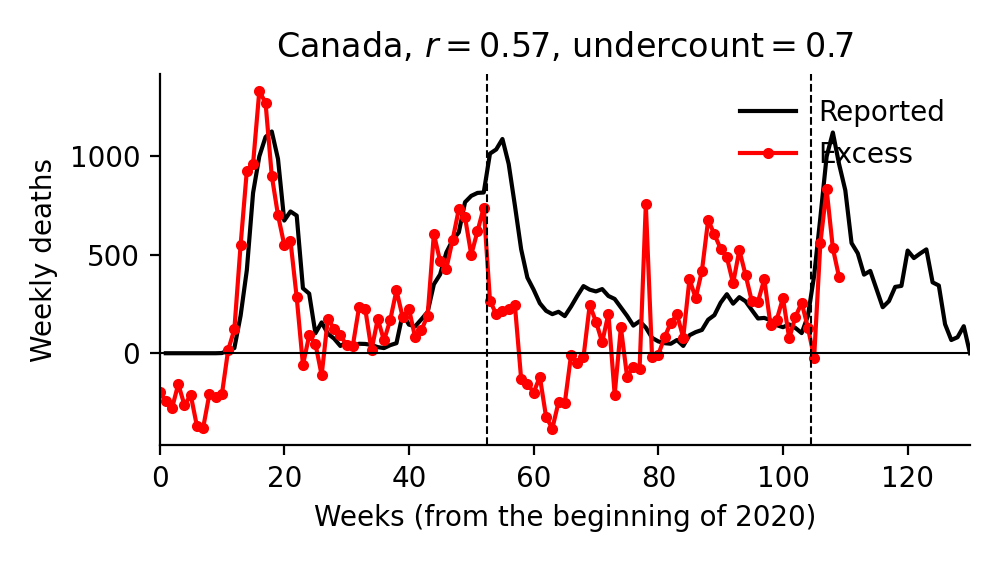 Canada, r = 0.57, undercount = 0.7
Reported
Excess
Weekly deaths
1000
500
0
0 20 40 60 80 100 120
Weeks (from the beginning of 2020)